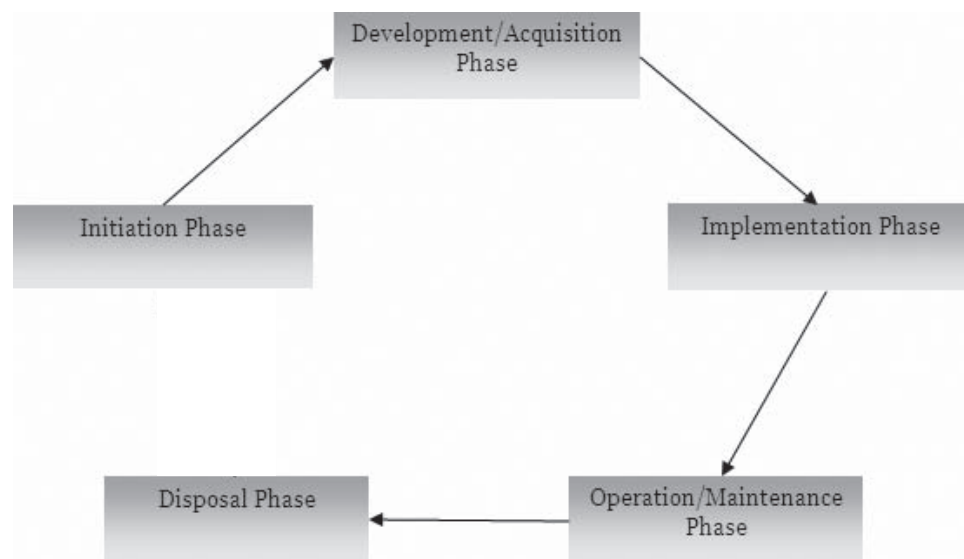 Development/Acquisition
Phase
Initiation Phase
Implementation Phase
Disposal Phase
Operation/Maintenance
Phase